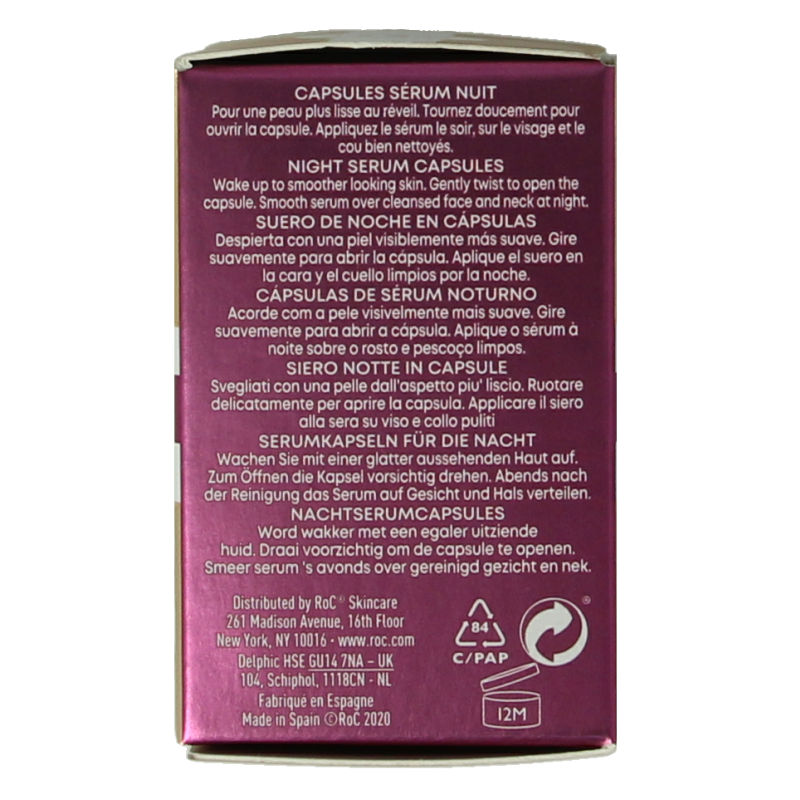 CAPSULES SÉRUM NUIT
Pour une peau plus lisse au réveil. Tournez doucement pour
ouvrir la capsule. Appliquez le sérum le soir, sur le visage et le
cou bien nettoyés.
NIGHT SERUM CAPSULES
Wake up to smoother looking skin. Gently twist to open the
capsule. Smooth serum over cleansed face and neck at night.
SUERO DE NOCHE EN CÁPSULAS
Despierta con una piel visiblemente más suave. Gire
suavemente para abrir la cápsula. Aplique el suero en
la cara y el cuello limpios por la noche.
CÁPSULAS DE SÉRUM NOTURNO
Acorde com a pele visivelmente mais suave. Gire
suavemente para abrir a cápsula. Aplique o sérum à
noite sobre o rosto e pescoço limpos.
SIERO NOTTE IN CAPSULE
Svegliati con una pelle dall'aspetto piu' liscio. Ruotare
delicatamente per aprire la capsula. Applicare il siero
alla sera su viso e collo puliti
SERUMKAPSELN FÜR DIE NACHT
Wachen Sie mit einer glatter aussehenden Haut auf.
Zum Öffnen die Kapsel vorsichtig drehen. Abends nach
der Reinigung das Serum auf Gesicht und Hals verteilen.
NACHTSERUMCAPSULES
Word wakker met een egaler uitziende
huid. Draai voorzichtig om de capsule te openen.
Smeer serum 's avonds over gereinigd gezicht en nek.
Distributed by RoC® Skincare
261 Madison Avenue, 16th Floor
New York, NY 10016 • www.roc.com
Delphic HSE GU14 7NA – UK
104, Schiphol, 1118CN - NL
Fabriqué en Espagne
Made in Spain ©RoC 2020
84
C/PAP
®
12M